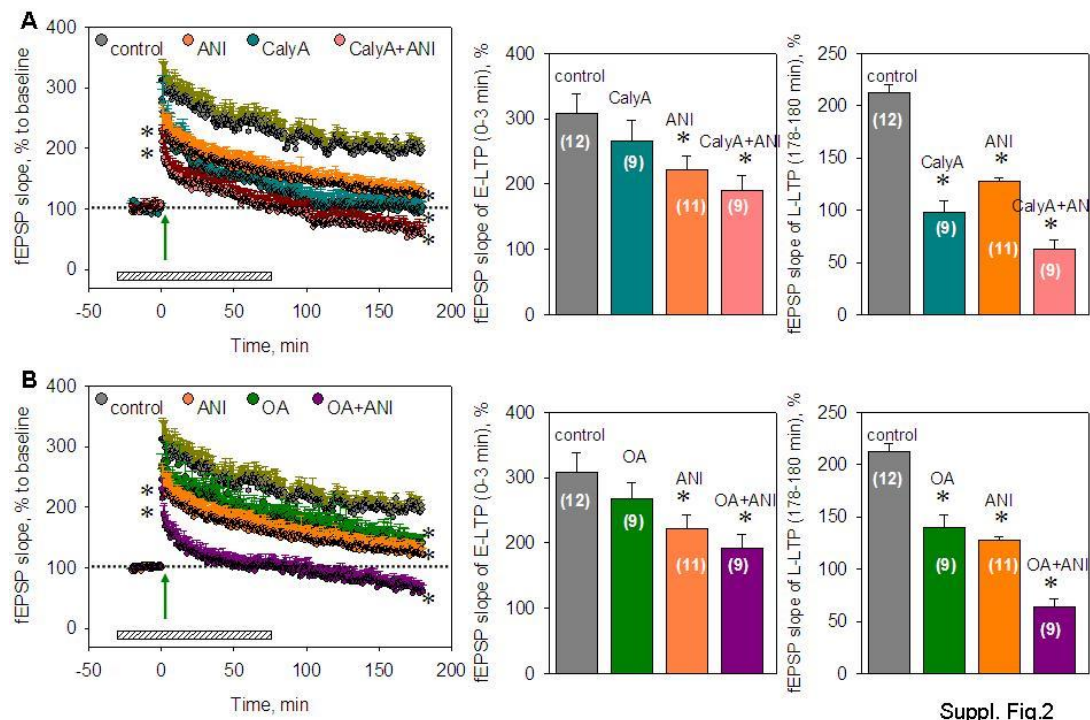 A
fEPSP slope, % to baseline
400
300
200
100
0
control ANI CalyA CalyA+ANI
*
*
*
*
*
-50 0 50 100 150 200
Time, min
fEPSP slope of E-LTP (0-3 min), %
400
300
200
100
0
control
CalyA
ANI
*
CalyA+ANI
*
(12)
(9)
(11)
(9)
fEPSP slope of L-LTP (178-180 min), %
250
200
150
100
50
0
control
CalyA
*
ANI
*
CalyA+ANI
*
(12)
(9)
(11)
(9)
B
fEPSP slope, % to baseline
400
300
200
100
0
control ANI OA OA+ANI
*
*
*
*
*
-50 0 50 100 150 200
Time, min
fEPSP slope of E-LTP (0-3 min), %
400
300
200
100
0
control
OA
ANI
*
OA+ANI
*
(12)
(9)
(11)
(9)
fEPSP slope of L-LTP (178-180 min), %
250
200
150
100
50
0
control
OA
*
ANI
*
OA+ANI
*
(12)
(9)
(11)
(9)
Suppl. Fig.2